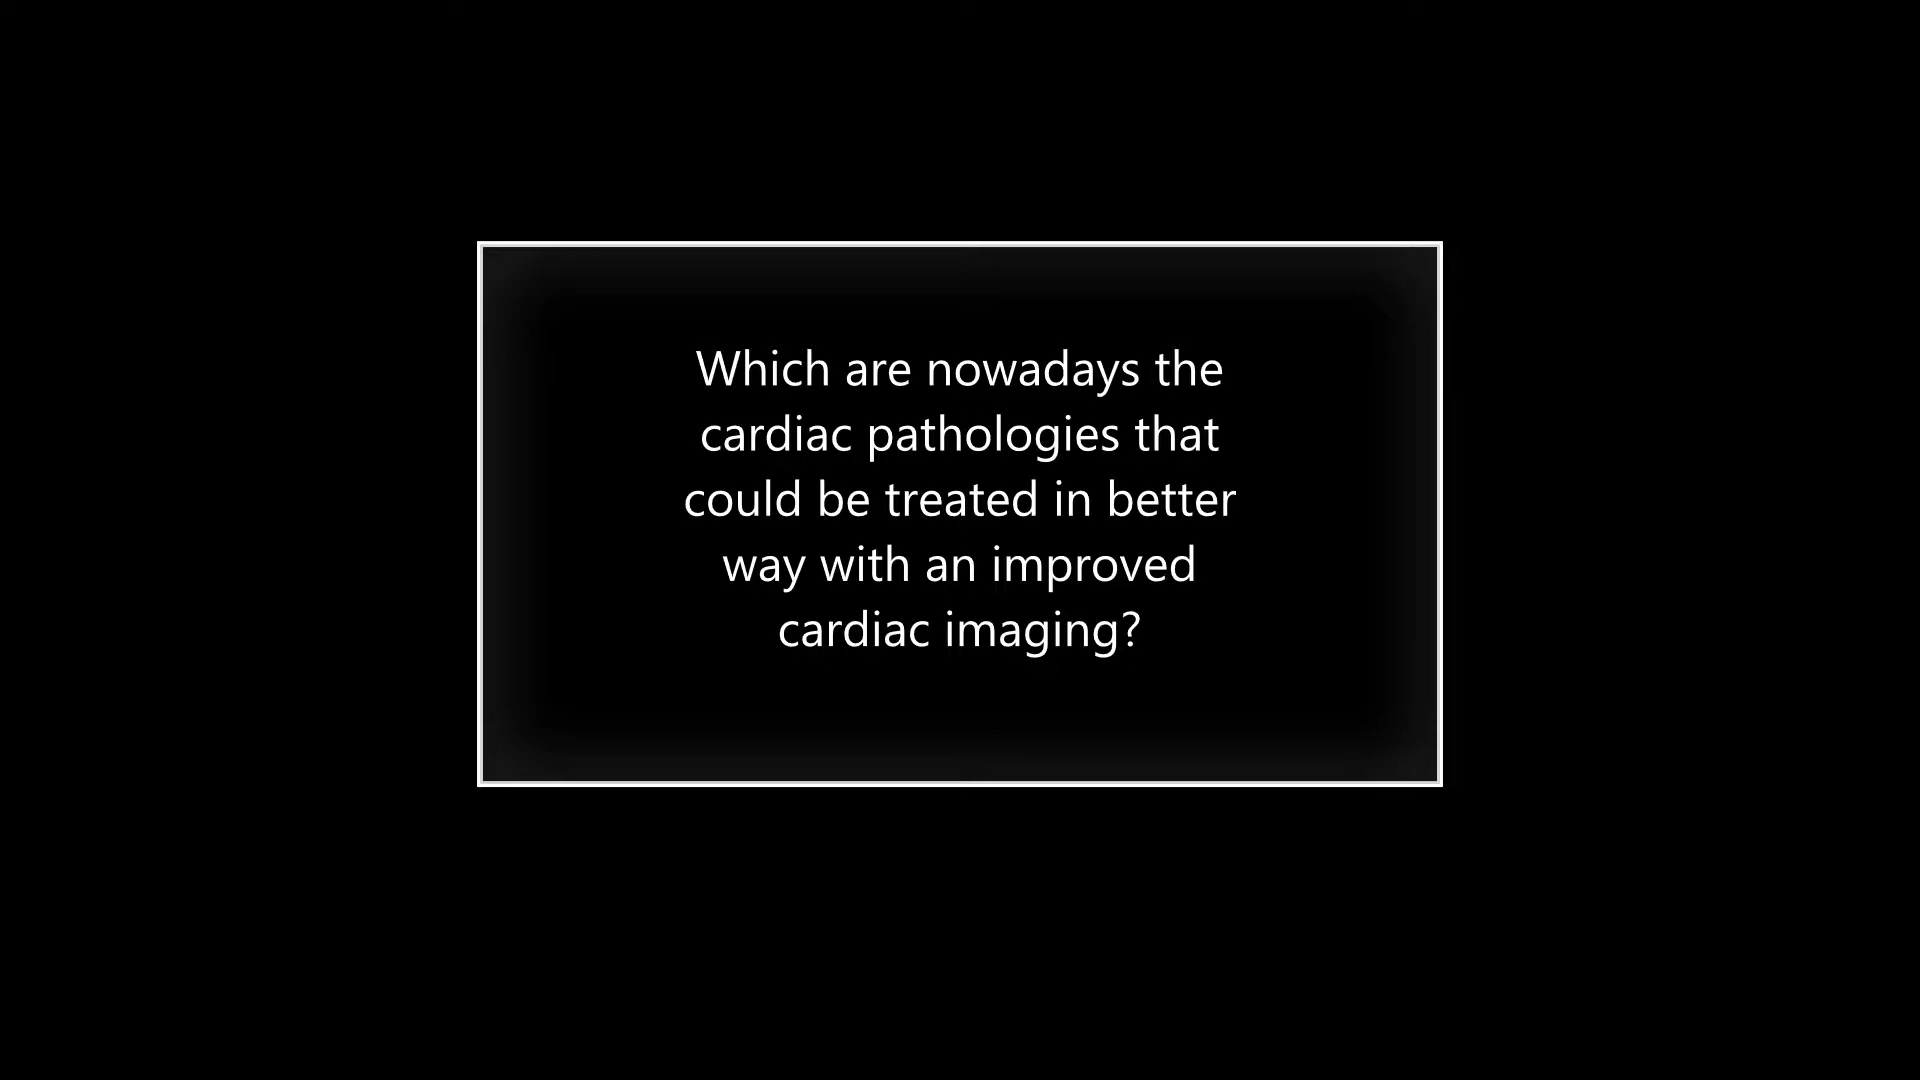 Which are nowadays the
cardiac pathologies that
could be treated in better
way with an improved
cardiac imaging?